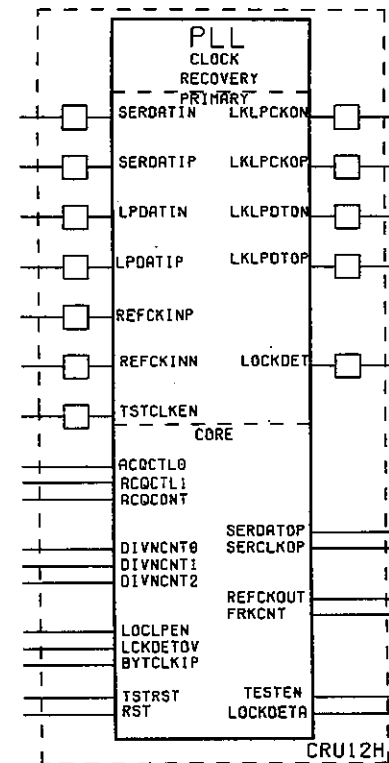 PLL
CLOCK
RECOVERY
PRIMARY
SERDATIN LKLPCKON
SERDATIP LKLPCKOP
LPDATIN LKLPDTON
LPDATIP LKLPDTOP
REFCKINP
REFCKINN LOCKDET
TSTCLKEN
CORE
ACQCTL0
ACQCTL1
ACQCONT
SERDATOP
DIVNCNT0 SERCLKOP
DIVNCNT1
DIVNCNT2
REFCKOUT
FRKCNT
LOCLPEN
LCKDETOV
BYTCLKIP
TSTRST TESTEN
RST LOCKDETA
CRU12H